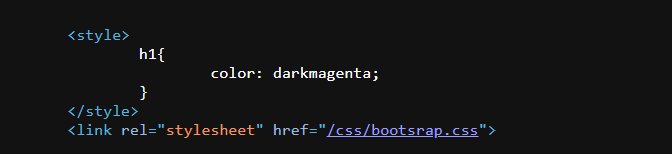 <style>
h1{
color: darkmagenta;
}
</style>
<link rel="stylesheet" href="/css/bootsrap.css">